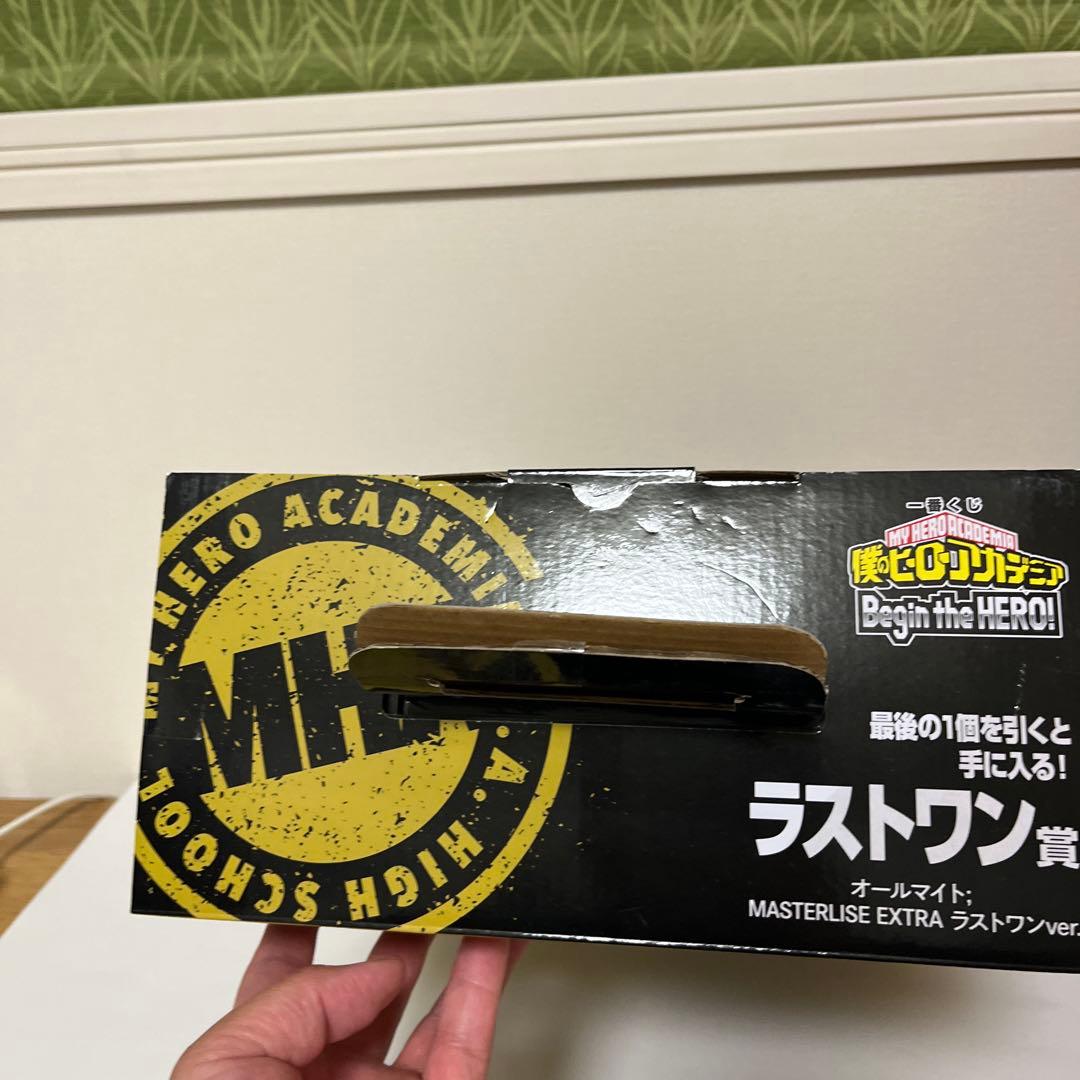 一番くじ
MY HERO ACADEMIA
僕のヒーローアカデミア
Begin the HERO!
最後の1個を引くと
手に入る!
ラストワン賞
オールマイト;
MASTERLISE EXTRA ラストワンver.
HERO ACADEMI
.A. HIGH SCHOOL
MH